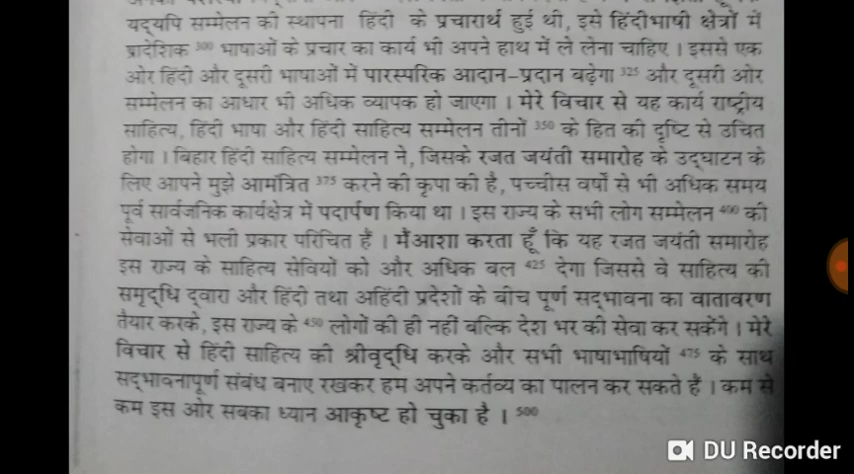 यद्यपि सम्मेलन की स्थापना हिंदी के प्रचारार्थ हुई थी, इसे हिंदीभाषी क्षेत्रों में
प्रादेशिक 300 भाषाओं के प्रचार का कार्य भी अपने हाथ में ले लेना चाहिए । इससे एक
ओर हिंदी और दूसरी भाषाओं में पारस्परिक आदान-प्रदान बढ़ेगा 325 और दूसरी ओर
सम्मेलन का आधार भी अधिक व्यापक हो जाएगा । मेरे विचार से यह कार्य राष्ट्रीय
साहित्य, हिंदी भाषा और हिंदी साहित्य सम्मेलन तीनों 350 के हित की दृष्टि से उचित
होगा । बिहार हिंदी साहित्य सम्मेलन ने, जिसके रजत जयंती समारोह के उद्घाटन के
लिए आपने मुझे आमंत्रित 375 करने की कृपा की है, पच्चीस वर्षों से भी अधिक समय
पूर्व सार्वजनिक कार्यक्षेत्र में पदार्पण किया था । इस राज्य के सभी लोग सम्मेलन 400 की
सेवाओं से भली प्रकार परिचित हैं । मैं आशा करता हूँ कि यह रजत जयंती समारोह
इस राज्य के साहित्य सेवियों को और अधिक बल 425 देगा जिससे वे साहित्य की
समृद्धि द्वारा और हिंदी तथा अहिंदी प्रदेशों के बीच पूर्ण सद्भावना का वातावरण
तैयार करके, इस राज्य के 450 लोगों की ही नहीं बल्कि देश भर की सेवा कर सकेंगे । मेरे
विचार से हिंदी साहित्य की श्रीवृद्धि करके और सभी भाषाभाषियों 475 के साथ
सद्भावनापूर्ण संबंध बनाए रखकर हम अपने कर्तव्य का पालन कर सकते हैं । कम से
कम इस ओर सबका ध्यान आकृष्ट हो चुका है । 500
DU Recorder